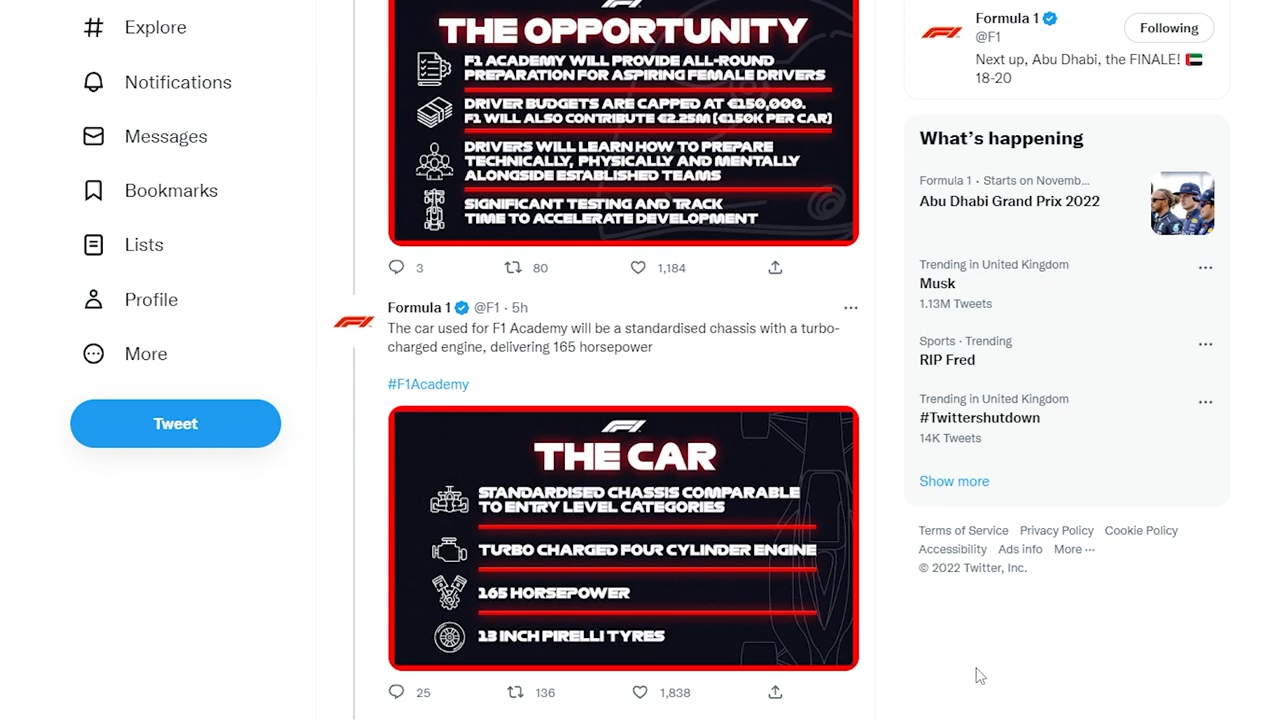 Explore
Notifications
Messages
Bookmarks
Lists
Profile
More
Tweet
THE OPPORTUNITY
F1 ACADEMY WILL PROVIDE ALL-ROUND
PREPARATION FOR ASPIRING FEMALE DRIVERS
DRIVER BUDGETS ARE CAPPED AT €150,000.
F1 WILL ALSO CONTRIBUTE €2.25M (€150K PER CAR)
DRIVERS WILL LEARN HOW TO PREPARE
TECHNICALLY, PHYSICALLY AND MENTALLY
ALONGSIDE ESTABLISHED TEAMS
SIGNIFICANT TESTING AND TRACK
TIME TO ACCELERATE DEVELOPMENT
3 80 1,184
Formula 1 @F1 · 5h
The car used for F1 Academy will be a standardised chassis with a turbo-
charged engine, delivering 165 horsepower
#F1Academy
F1
THE CAR
STANDARDISED CHASSIS COMPARABLE
TO ENTRY LEVEL CATEGORIES
TURBO CHARGED FOUR CYLINDER ENGINE
165 HORSEPOWER
13 INCH PIRELLI TYRES
25 136 1,838
Formula 1
@F1
Following
Next up, Abu Dhabi, the FINALE! 🇦🇪
18-20
What's happening
Formula 1 · Starts on Novemb...
Abu Dhabi Grand Prix 2022
Trending in United Kingdom
Musk
1.13M Tweets
Sports · Trending
RIP Fred
Trending in United Kingdom
#Twittershutdown
14K Tweets
Show more
Terms of Service Privacy Policy Cookie Policy
Accessibility Ads info More ···
© 2022 Twitter, Inc.